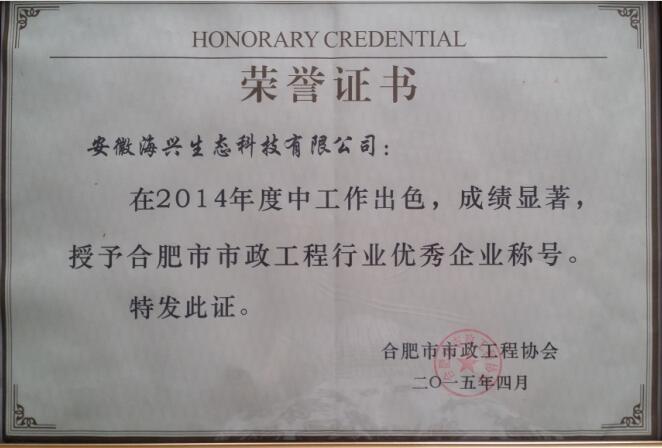 HONORARY CREDENTIAL
荣誉证书
安徽海兴生态科技有限公司：
在2014年度中工作出色，成绩显著，
授予合肥市市政工程行业优秀企业称号。
特发此证。
合肥市市政工程协会
二〇一五年四月